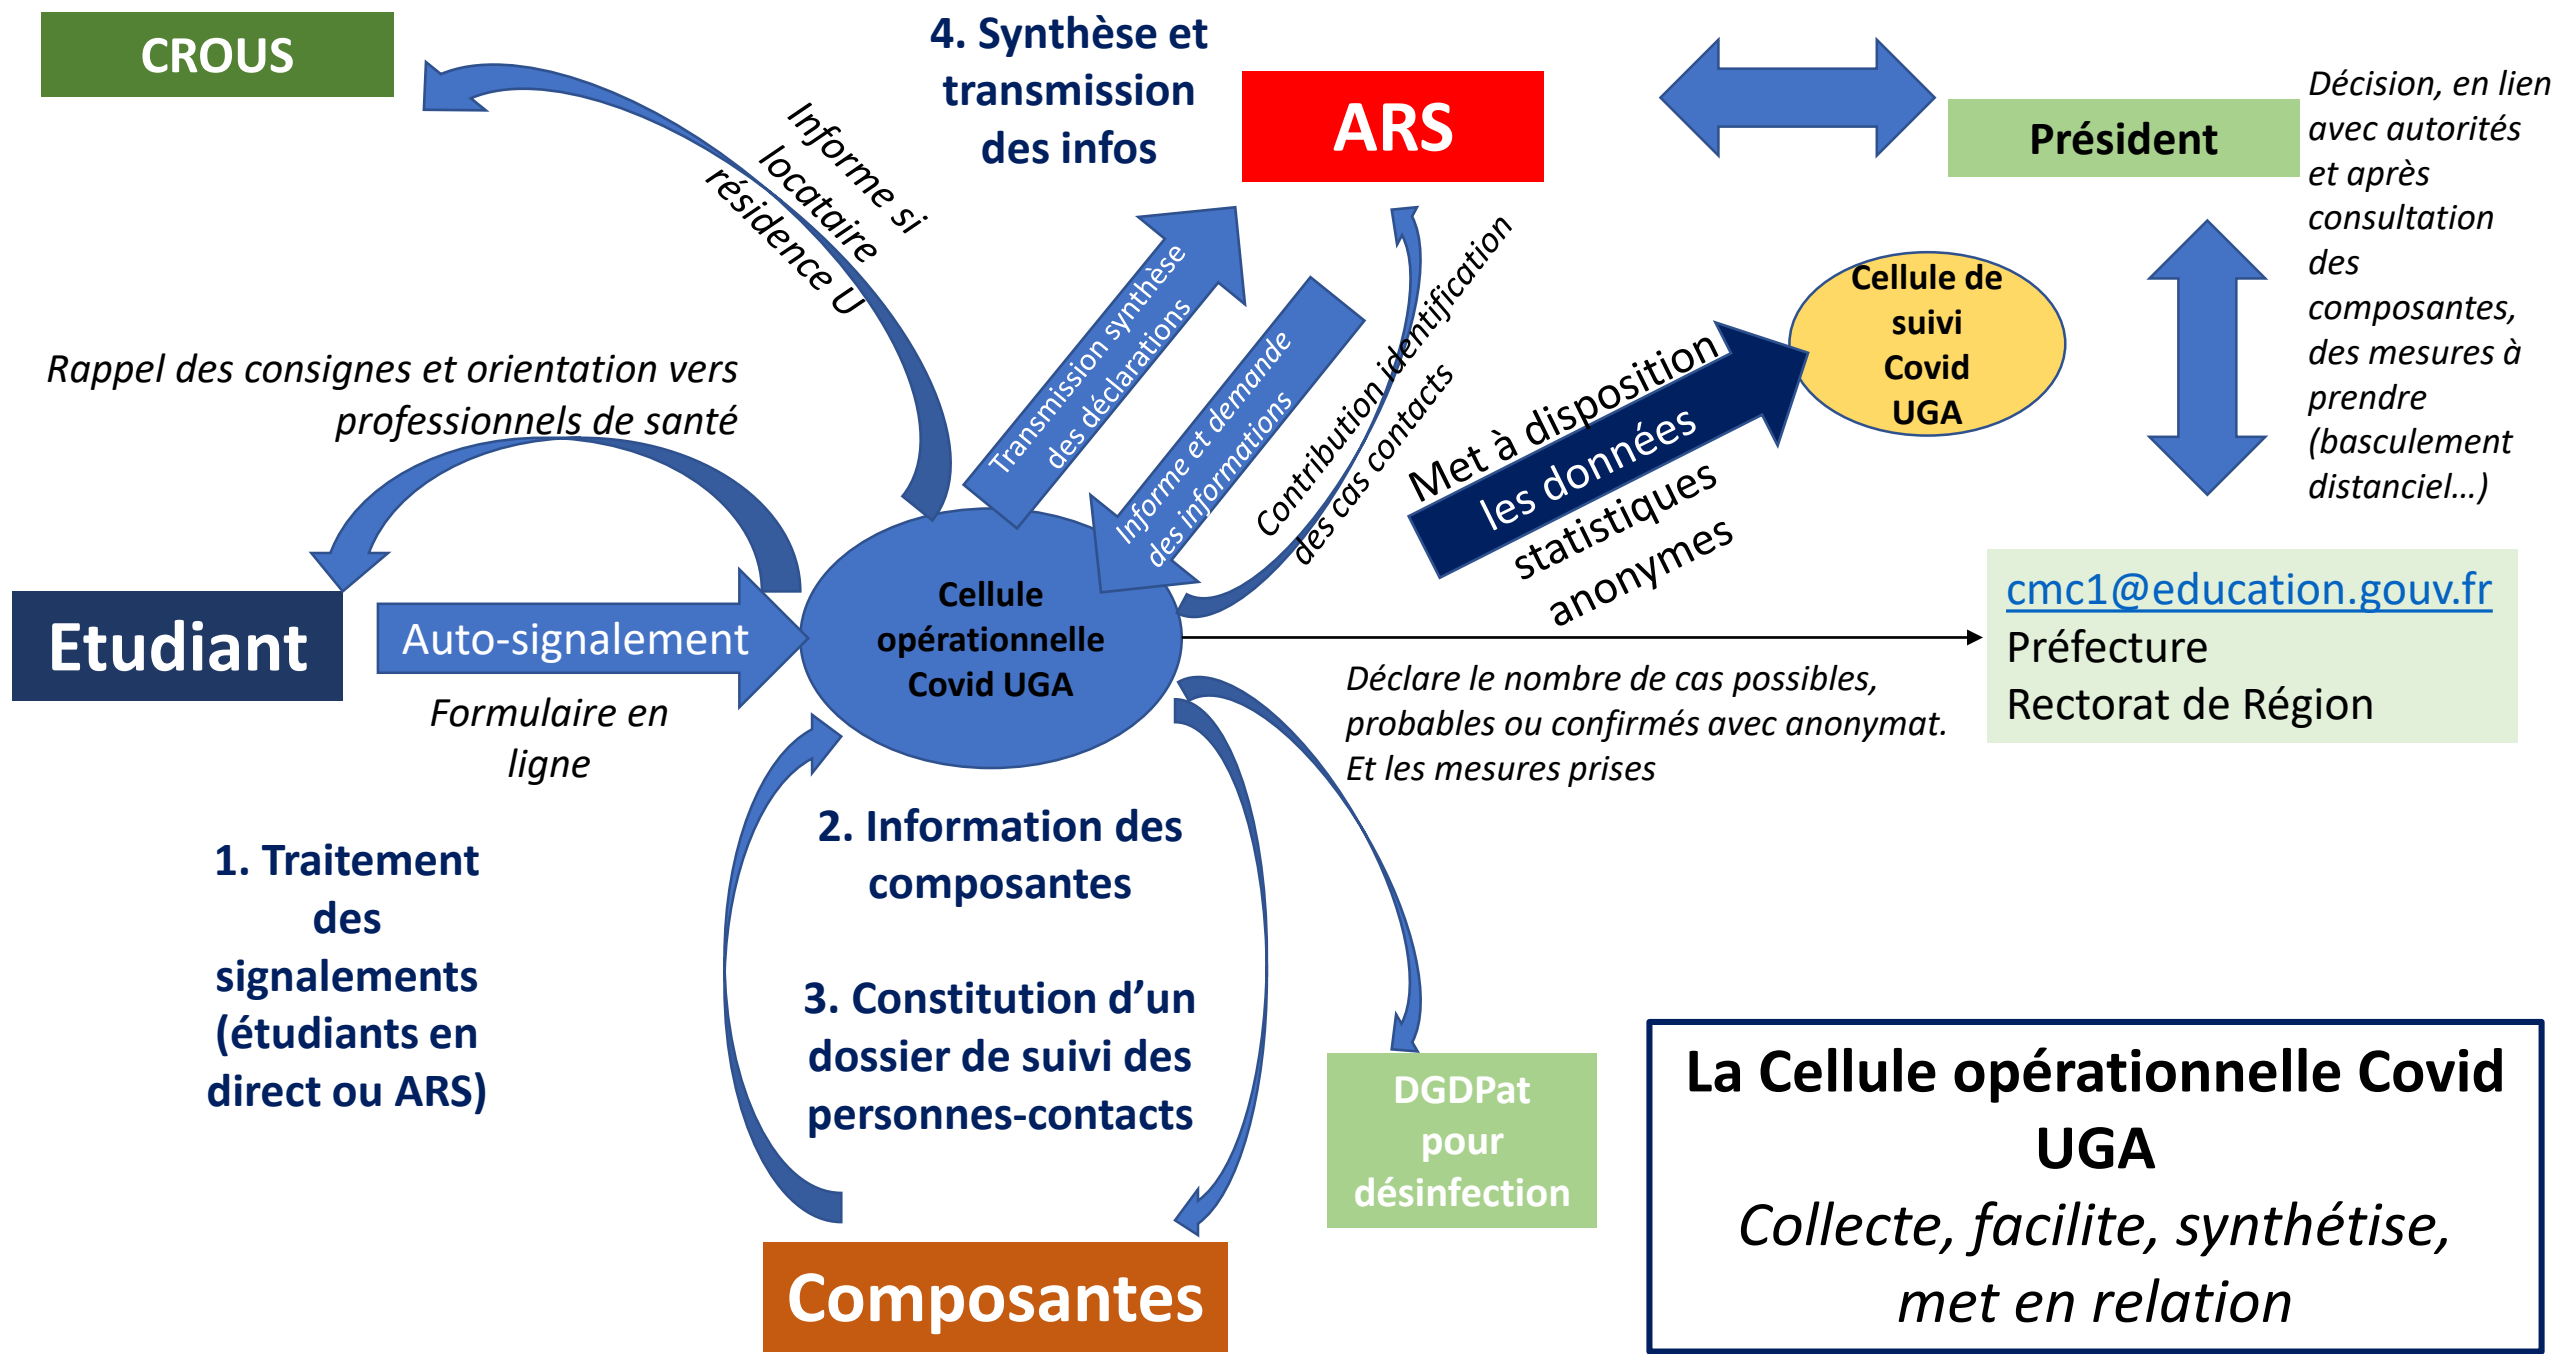 CROUS
4. Synthèse et
transmission
des infos
ARS
Président
Décision, en lien
avec autorités
et après
consultation
des
composantes,
des mesures à
prendre
(basculement
distanciel…)
Informe si
locataire
résidence U
Transmission synthèse
des déclarations
Informe et demande
des informations
Contribution identification
des cas contacts
Met à disposition
les données
statistiques
anonymes
Cellule de
suivi
Covid
UGA
Rappel des consignes et orientation vers
professionnels de santé
Etudiant
Auto-signalement
Formulaire en
ligne
Cellule
opérationnelle
Covid UGA
Déclare le nombre de cas possibles,
probables ou confirmés avec anonymat.
Et les mesures prises
cmc1@education.gouv.fr
Préfecture
Rectorat de Région
1. Traitement
des
signalements
(étudiants en
direct ou ARS)
2. Information des
composantes
3. Constitution d’un
dossier de suivi des
personnes-contacts
Composantes
DGDPat
pour
désinfection
La Cellule opérationnelle Covid
UGA
Collecte, facilite, synthétise,
met en relation